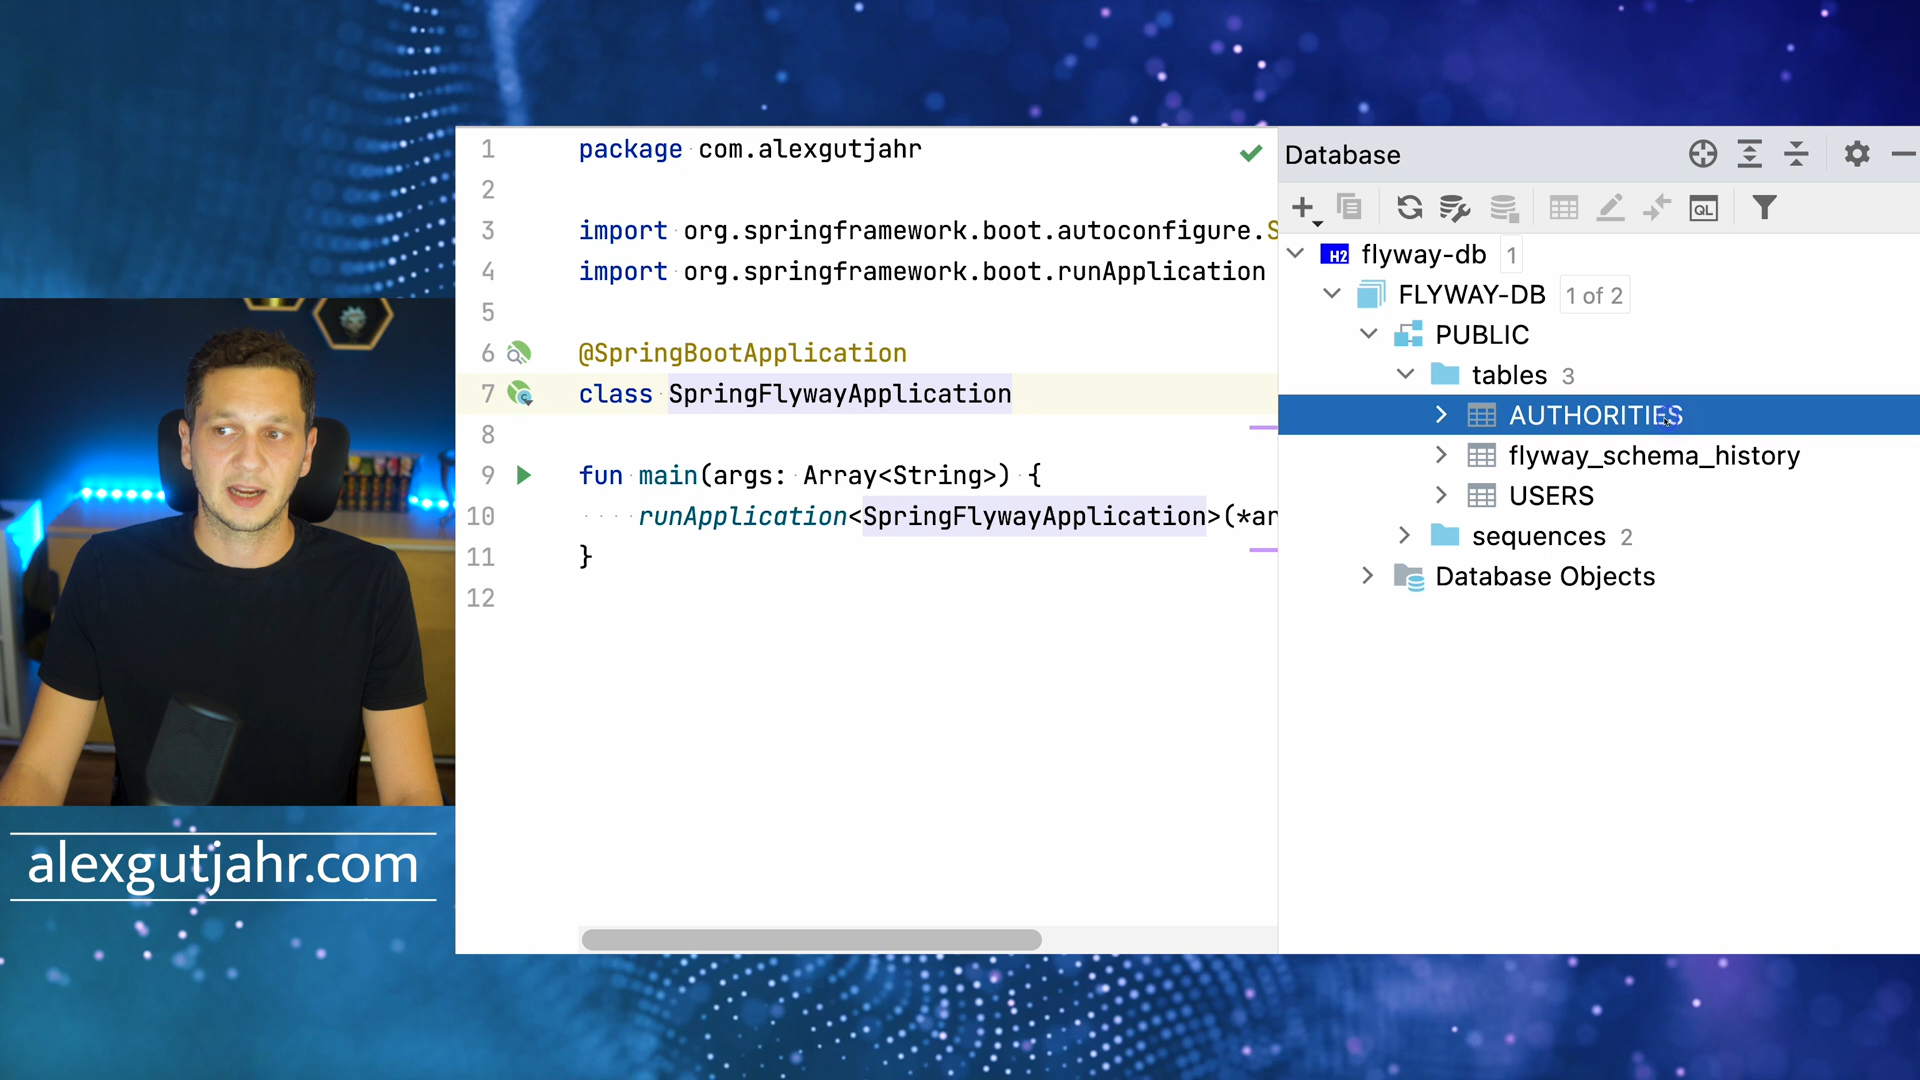 1 package com.alexgutjahr
2
3 import org.springframework.boot.autoconfigure.S
4 import org.springframework.boot.runApplication
5
6 @SpringBootApplication
7 class SpringFlywayApplication
8
9 fun main(args: Array<String>) {
10 runApplication<SpringFlywayApplication>(*ar
11 }
12
Database
QL
H2 flyway-db 1
FLYWAY-DB 1 of 2
PUBLIC
tables 3
AUTHORITIES
flyway_schema_history
USERS
sequences 2
Database Objects
alexgutjahr.com